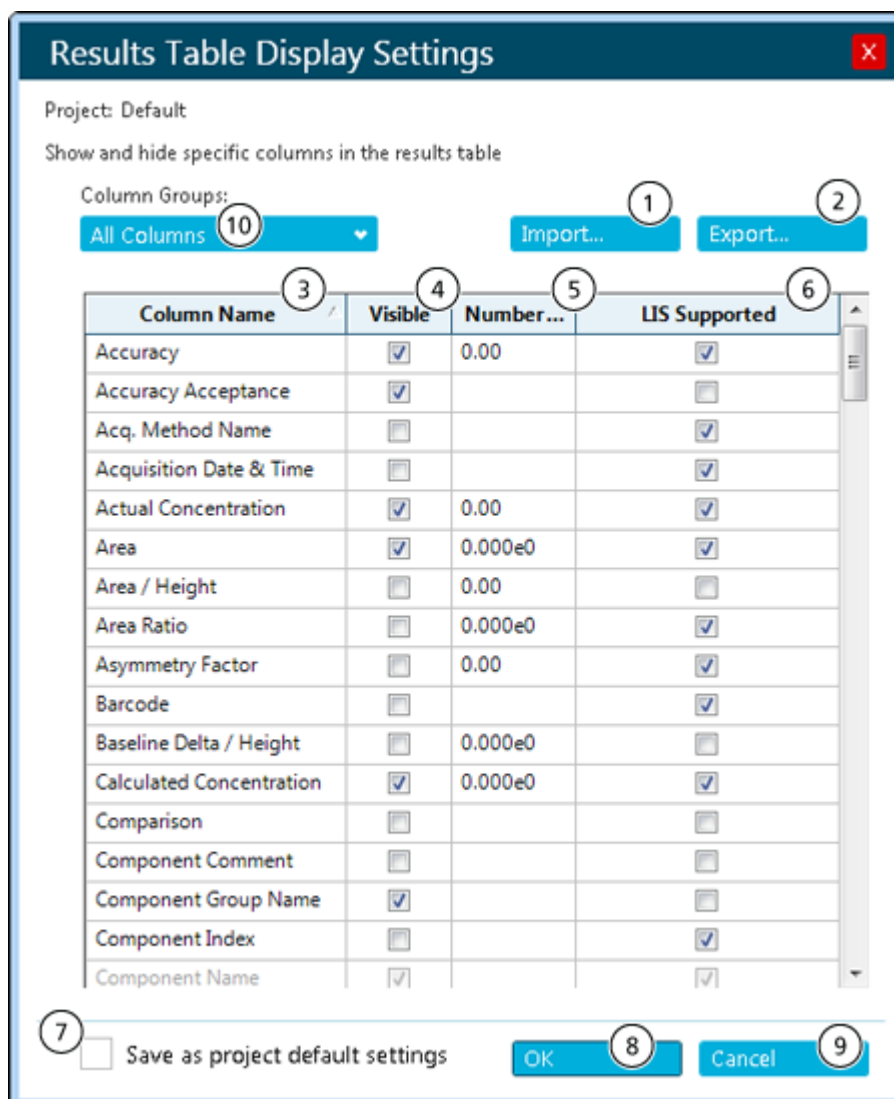 Results Table Display Settings
X
Project: Default
Show and hide specific columns in the results table
Column Groups:
All Columns 10 Import... 1 Export... 2
Column Name 3 Visible 4 Number... 5 LIS Supported 6
Accuracy 0.00
Accuracy Acceptance
Acq. Method Name
Acquisition Date & Time
Actual Concentration 0.00
Area 0.000e0
Area / Height 0.00
Area Ratio 0.000e0
Asymmetry Factor 0.00
Barcode
Baseline Delta / Height 0.000e0
Calculated Concentration 0.000e0
Comparison
Component Comment
Component Group Name
Component Index
Component Name
7 Save as project default settings OK 8 Cancel 9